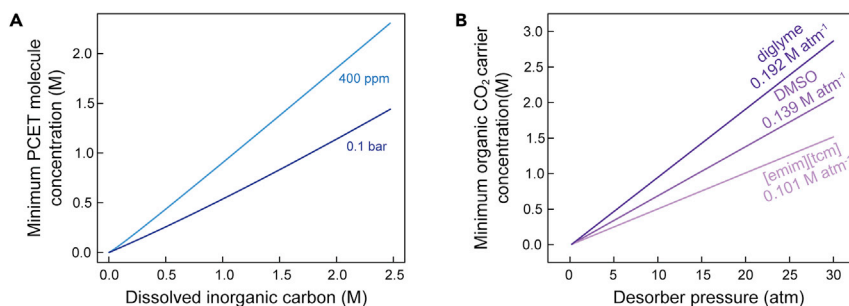 A
Minimum PCET molecule
concentration (M)
2.0
1.5
1.0
0.5
0.0
400 ppm
0.1 bar
0.0 0.5 1.0 1.5 2.0 2.5
Dissolved inorganic carbon (M)
B
Minimum organic CO₂ carrier
concentration(M)
3.0
2.5
2.0
1.5
1.0
0.5
0.0
diglyme
0.192 M atm⁻¹
DMSO
0.139 M atm⁻¹
[emim][tcm]
0.101 M atm⁻¹
0 5 10 15 20 25 30
Desorber pressure (atm)